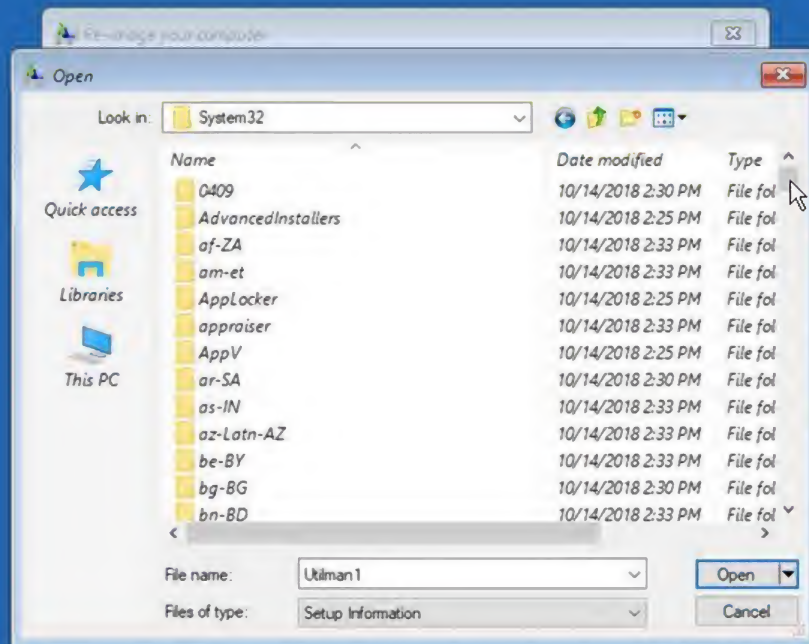 Re-image your computer
Open
Look in: System32
Name Date modified Type
0409 10/14/2018 2:30 PM File fol
AdvancedInstallers 10/14/2018 2:25 PM File fol
af-ZA 10/14/2018 2:33 PM File fol
am-et 10/14/2018 2:33 PM File fol
AppLocker 10/14/2018 2:25 PM File fol
appraiser 10/14/2018 2:33 PM File fol
AppV 10/14/2018 2:25 PM File fol
ar-SA 10/14/2018 2:30 PM File fol
as-IN 10/14/2018 2:33 PM File fol
az-Latn-AZ 10/14/2018 2:33 PM File fol
be-BY 10/14/2018 2:33 PM File fol
bg-BG 10/14/2018 2:30 PM File fol
bn-BD 10/14/2018 2:33 PM File fol
Quick access
Libraries
This PC
File name: Utilman1 Open
Files of type: Setup Information Cancel